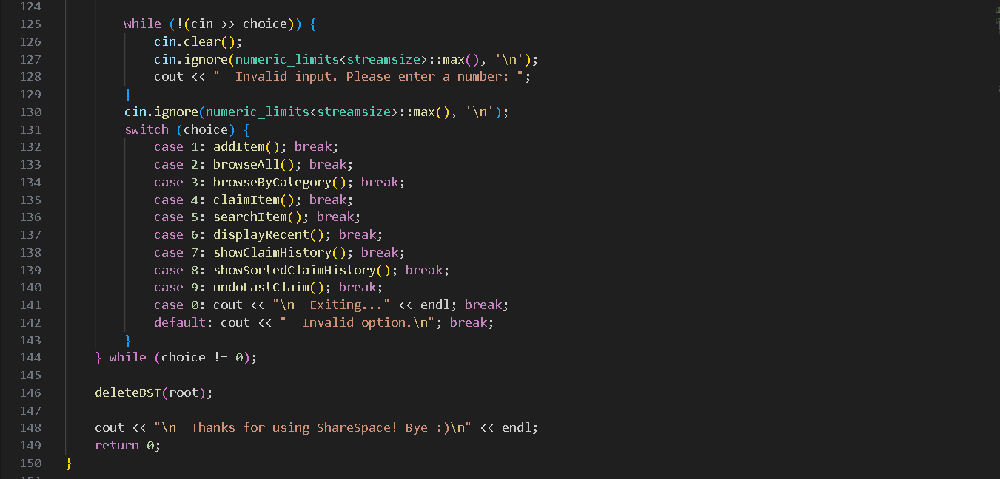 124
125 while (!(cin >> choice)) {
126 cin.clear();
127 cin.ignore(numeric_limits<streamsize>::max(), '\n');
128 cout << "  Invalid input. Please enter a number: ";
129 }
130 cin.ignore(numeric_limits<streamsize>::max(), '\n');
131 switch (choice) {
132 case 1: addItem(); break;
133 case 2: browseAll(); break;
134 case 3: browseByCategory(); break;
135 case 4: claimItem(); break;
136 case 5: searchItem(); break;
137 case 6: displayRecent(); break;
138 case 7: showClaimHistory(); break;
139 case 8: showSortedClaimHistory(); break;
140 case 9: undoLastClaim(); break;
141 case 0: cout << "\n  Exiting..." << endl; break;
142 default: cout << "  Invalid option.\n"; break;
143 }
144 } while (choice != 0);
145
146 deleteBST(root);
147
148 cout << "\n  Thanks for using ShareSpace! Bye :)\n" << endl;
149 return 0;
150 }